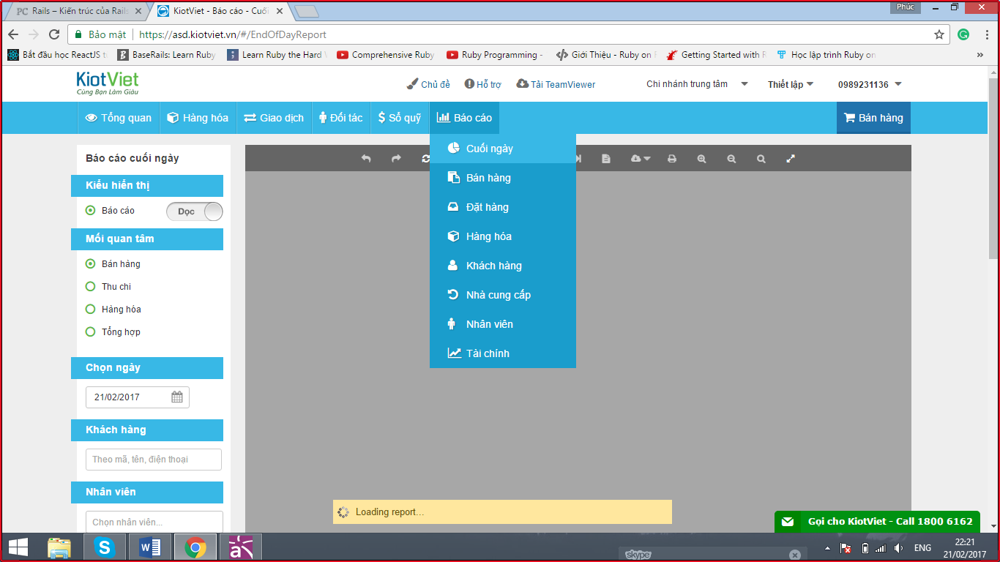 Rails – Kiến trúc của Rails
KiotViet - Báo cáo - Cuối
Phúc
Bảo mật
https://asd.kiotviet.vn/#/EndOfDayReport
Bắt đầu học ReactJS
BaseRails: Learn Ruby
Learn Ruby the Hard
Comprehensive Ruby
Ruby Programming -
Giới Thiệu - Ruby on
Getting Started with
Học lập trình Ruby on
KiotViet
Cùng Bạn Làm Giàu
Chủ đề
Hỗ trợ
Tải TeamViewer
Chi nhánh trung tâm
Thiết lập
0989231136
Tổng quan
Hàng hóa
Giao dịch
Đối tác
Sổ quỹ
Báo cáo
Bán hàng
Cuối ngày
Bán hàng
Đặt hàng
Hàng hóa
Khách hàng
Nhà cung cấp
Nhân viên
Tài chính
Báo cáo cuối ngày
Kiểu hiển thị
Báo cáo
Dọc
Mối quan tâm
Bán hàng
Thu chi
Hàng hóa
Tổng hợp
Chọn ngày
21/02/2017
Khách hàng
Theo mã, tên, điện thoại
Nhân viên
Chọn nhân viên...
Loading report...
Gọi cho KiotViet - Call 1800 6162
skype
ENG
22:21
21/02/2017